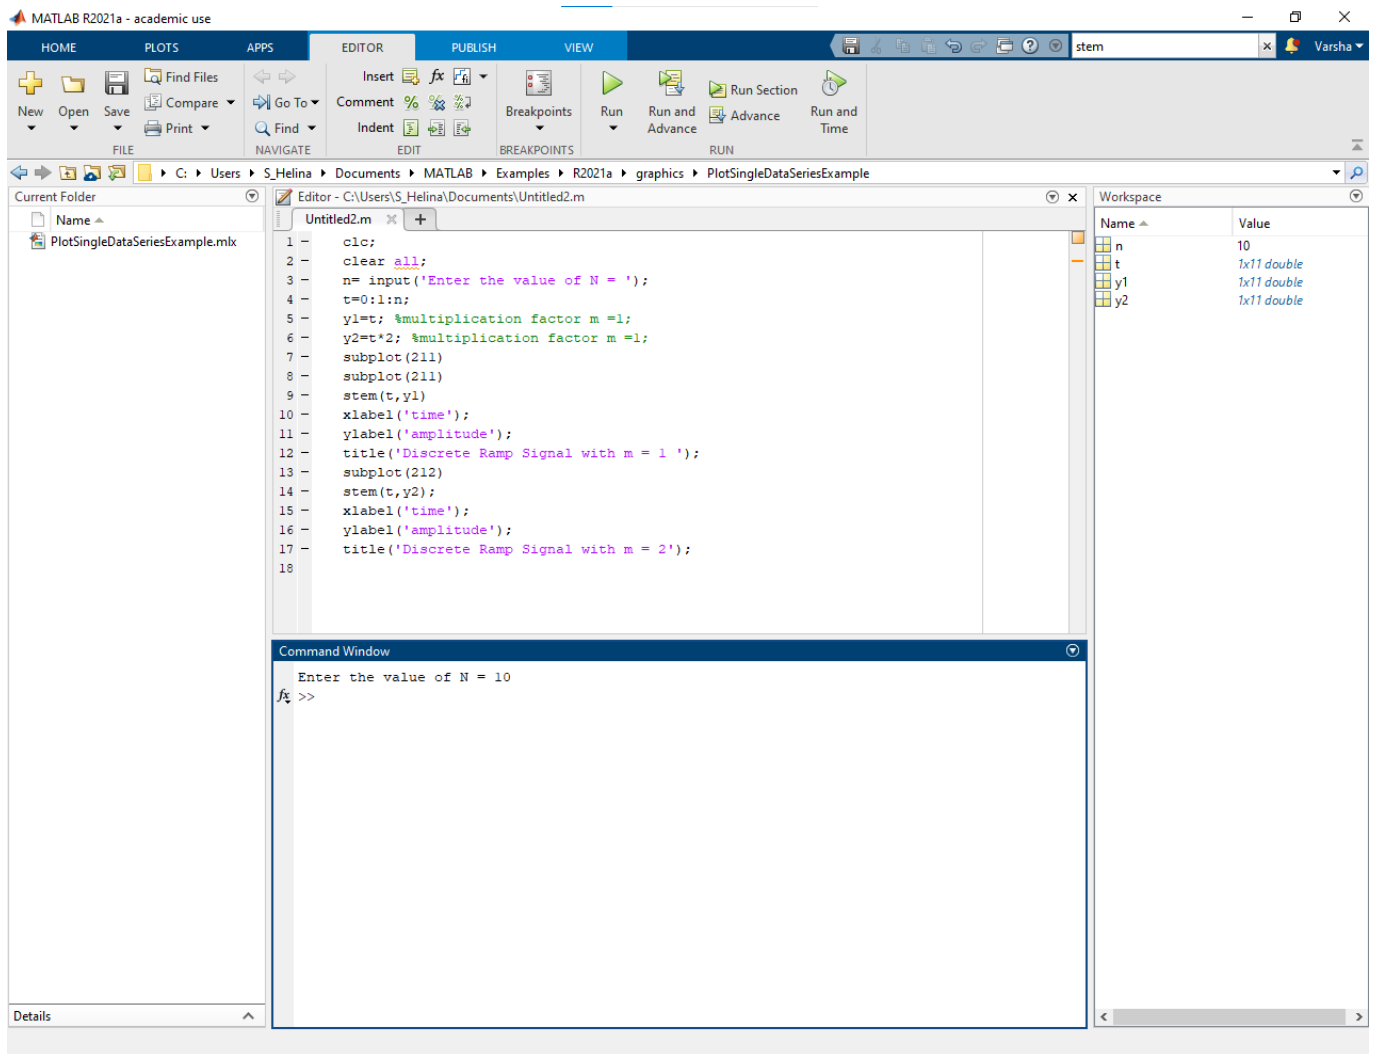 MATLAB R2021a - academic use
HOME PLOTS APPS EDITOR PUBLISH VIEW stem Varsha
New Open Save Find Files Compare Print
FILE
Go To Find
NAVIGATE
Insert fx fi
Comment % %
Indent
EDIT
Breakpoints
BREAKPOINTS
Run Run and Advance Run Section Advance Run and Time
RUN
C: Users S_Helina Documents MATLAB Examples R2021a graphics PlotSingleDataSeriesExample
Current Folder
Name
PlotSingleDataSeriesExample.mlx
Details
Editor - C:\Users\S_Helina\Documents\Untitled2.m
Untitled2.m +
1 - clc;
2 - clear all;
3 - n= input('Enter the value of N = ');
4 - t=0:1:n;
5 - y1=t; %multiplication factor m =1;
6 - y2=t*2; %multiplication factor m =1;
7 - subplot(211)
8 - subplot(211)
9 - stem(t,y1)
10 - xlabel('time');
11 - ylabel('amplitude');
12 - title('Discrete Ramp Signal with m = 1 ');
13 - subplot(212)
14 - stem(t,y2);
15 - xlabel('time');
16 - ylabel('amplitude');
17 - title('Discrete Ramp Signal with m = 2');
18
Command Window
Enter the value of N = 10
fx >>
Workspace
Name Value
n 10
t 1x11 double
y1 1x11 double
y2 1x11 double